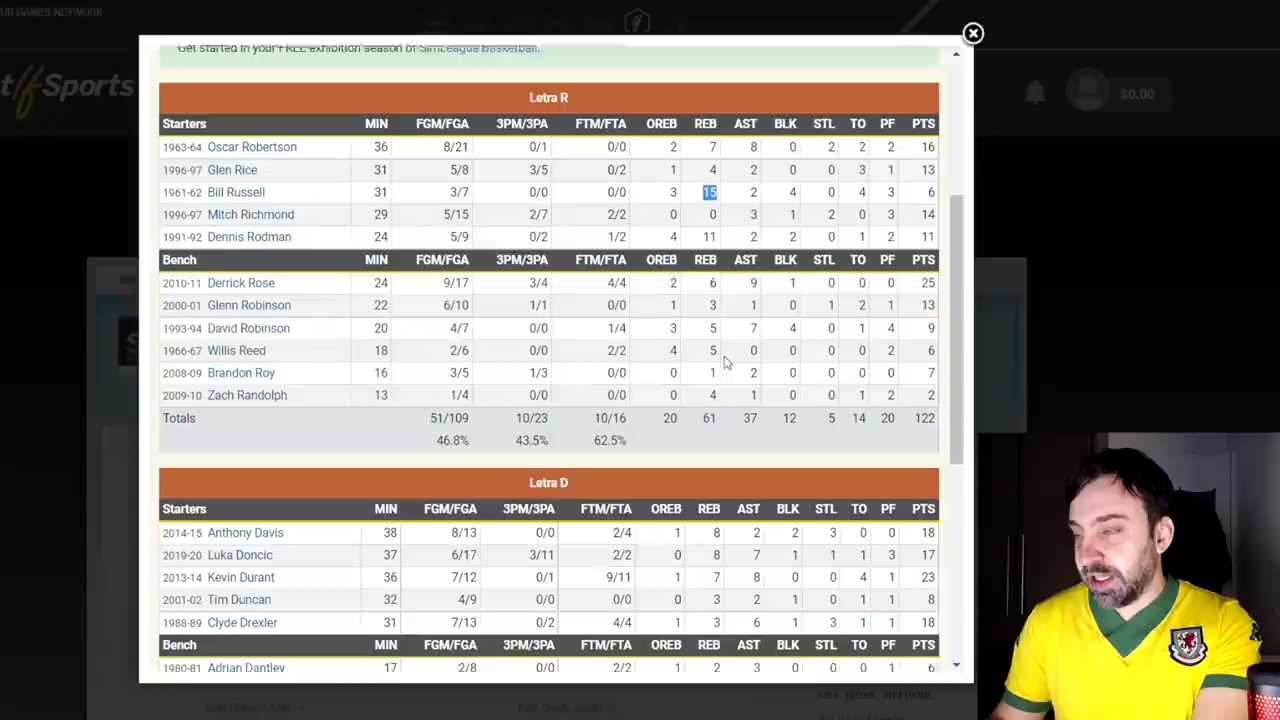 UR GAMES NETWORK
t Sports
$0.00
Get started in your FREE exhibition season of SimLeague basketball.
Letra R
Starters MIN FGM/FGA 3PM/3PA FTM/FTA OREB REB AST BLK STL TO PF PTS
1963-64 Oscar Robertson 36 8/21 0/1 0/0 2 7 8 0 2 2 2 16
1996-97 Glen Rice 31 5/8 3/5 0/2 1 4 2 0 0 3 1 13
1961-62 Bill Russell 31 3/7 0/0 0/0 3 15 2 4 0 4 3 6
1996-97 Mitch Richmond 29 5/15 2/7 2/2 0 0 3 1 2 0 3 14
1991-92 Dennis Rodman 24 5/9 0/2 1/2 4 11 2 2 0 1 2 11
Bench MIN FGM/FGA 3PM/3PA FTM/FTA OREB REB AST BLK STL TO PF PTS
2010-11 Derrick Rose 24 9/17 3/4 4/4 2 6 9 1 0 0 0 25
2000-01 Glenn Robinson 22 6/10 1/1 0/0 1 3 1 0 1 2 1 13
1993-94 David Robinson 20 4/7 0/0 1/4 3 5 7 4 0 1 4 9
1966-67 Willis Reed 18 2/6 0/0 2/2 4 5 0 0 0 0 2 6
2008-09 Brandon Roy 16 3/5 1/3 0/0 0 1 2 0 0 0 0 7
2009-10 Zach Randolph 13 1/4 0/0 0/0 0 4 1 0 0 1 2 2
Totals 51/109 10/23 10/16 20 61 37 12 5 14 20 122
46.8% 43.5% 62.5%
Letra D
Starters MIN FGM/FGA 3PM/3PA FTM/FTA OREB REB AST BLK STL TO PF PTS
2014-15 Anthony Davis 38 8/13 0/0 2/4 1 8 2 2 3 0 0 18
2019-20 Luka Doncic 37 6/17 3/11 2/2 0 8 7 1 1 1 3 17
2013-14 Kevin Durant 36 7/12 0/1 9/11 1 7 8 0 0 4 1 23
2001-02 Tim Duncan 32 4/9 0/0 0/0 0 3 2 1 0 1 1 8
1988-89 Clyde Drexler 31 7/13 0/2 4/4 1 3 6 1 3 1 1 18
Bench MIN FGM/FGA 3PM/3PA FTM/FTA OREB REB AST BLK STL TO PF PTS
1980-81 Adrian Dantley 17 2/8 0/0 2/2 1 2 3 0 0 0 1 6